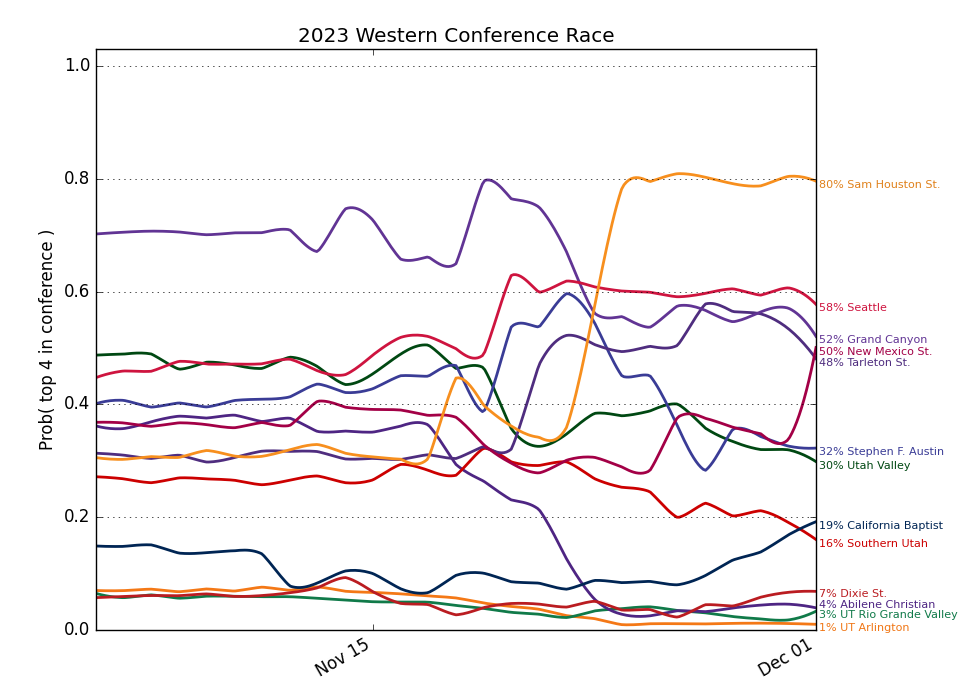 2023 Western Conference Race
Prob( top 4 in conference )
1.0
0.8
0.6
0.4
0.2
0.0
Nov 15
Dec 01
80% Sam Houston St.
58% Seattle
52% Grand Canyon
50% New Mexico St.
48% Tarleton St.
32% Stephen F. Austin
30% Utah Valley
19% California Baptist
16% Southern Utah
7% Dixie St.
4% Abilene Christian
3% UT Rio Grande Valley
1% UT Arlington